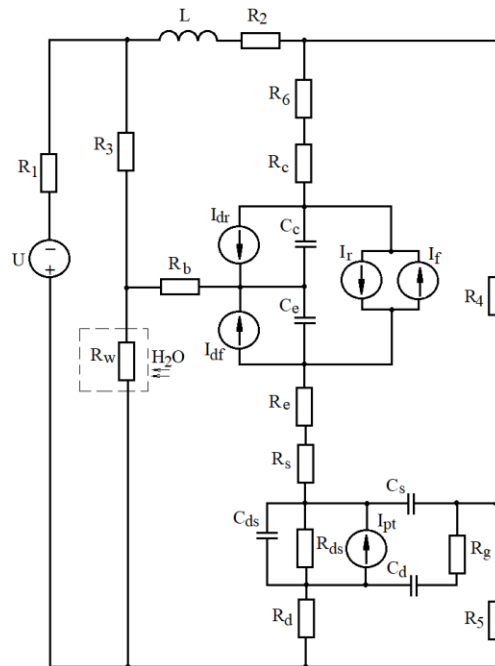 L
R2
R6
R3
Rc
R1
Idr
Cc
Ir
If
U
−
+
Rb
Ce
R4
Rw
H2O
Idf
Re
Rs
Cs
Cds
Ipt
Rds
Rg
Cd
Rd
R5